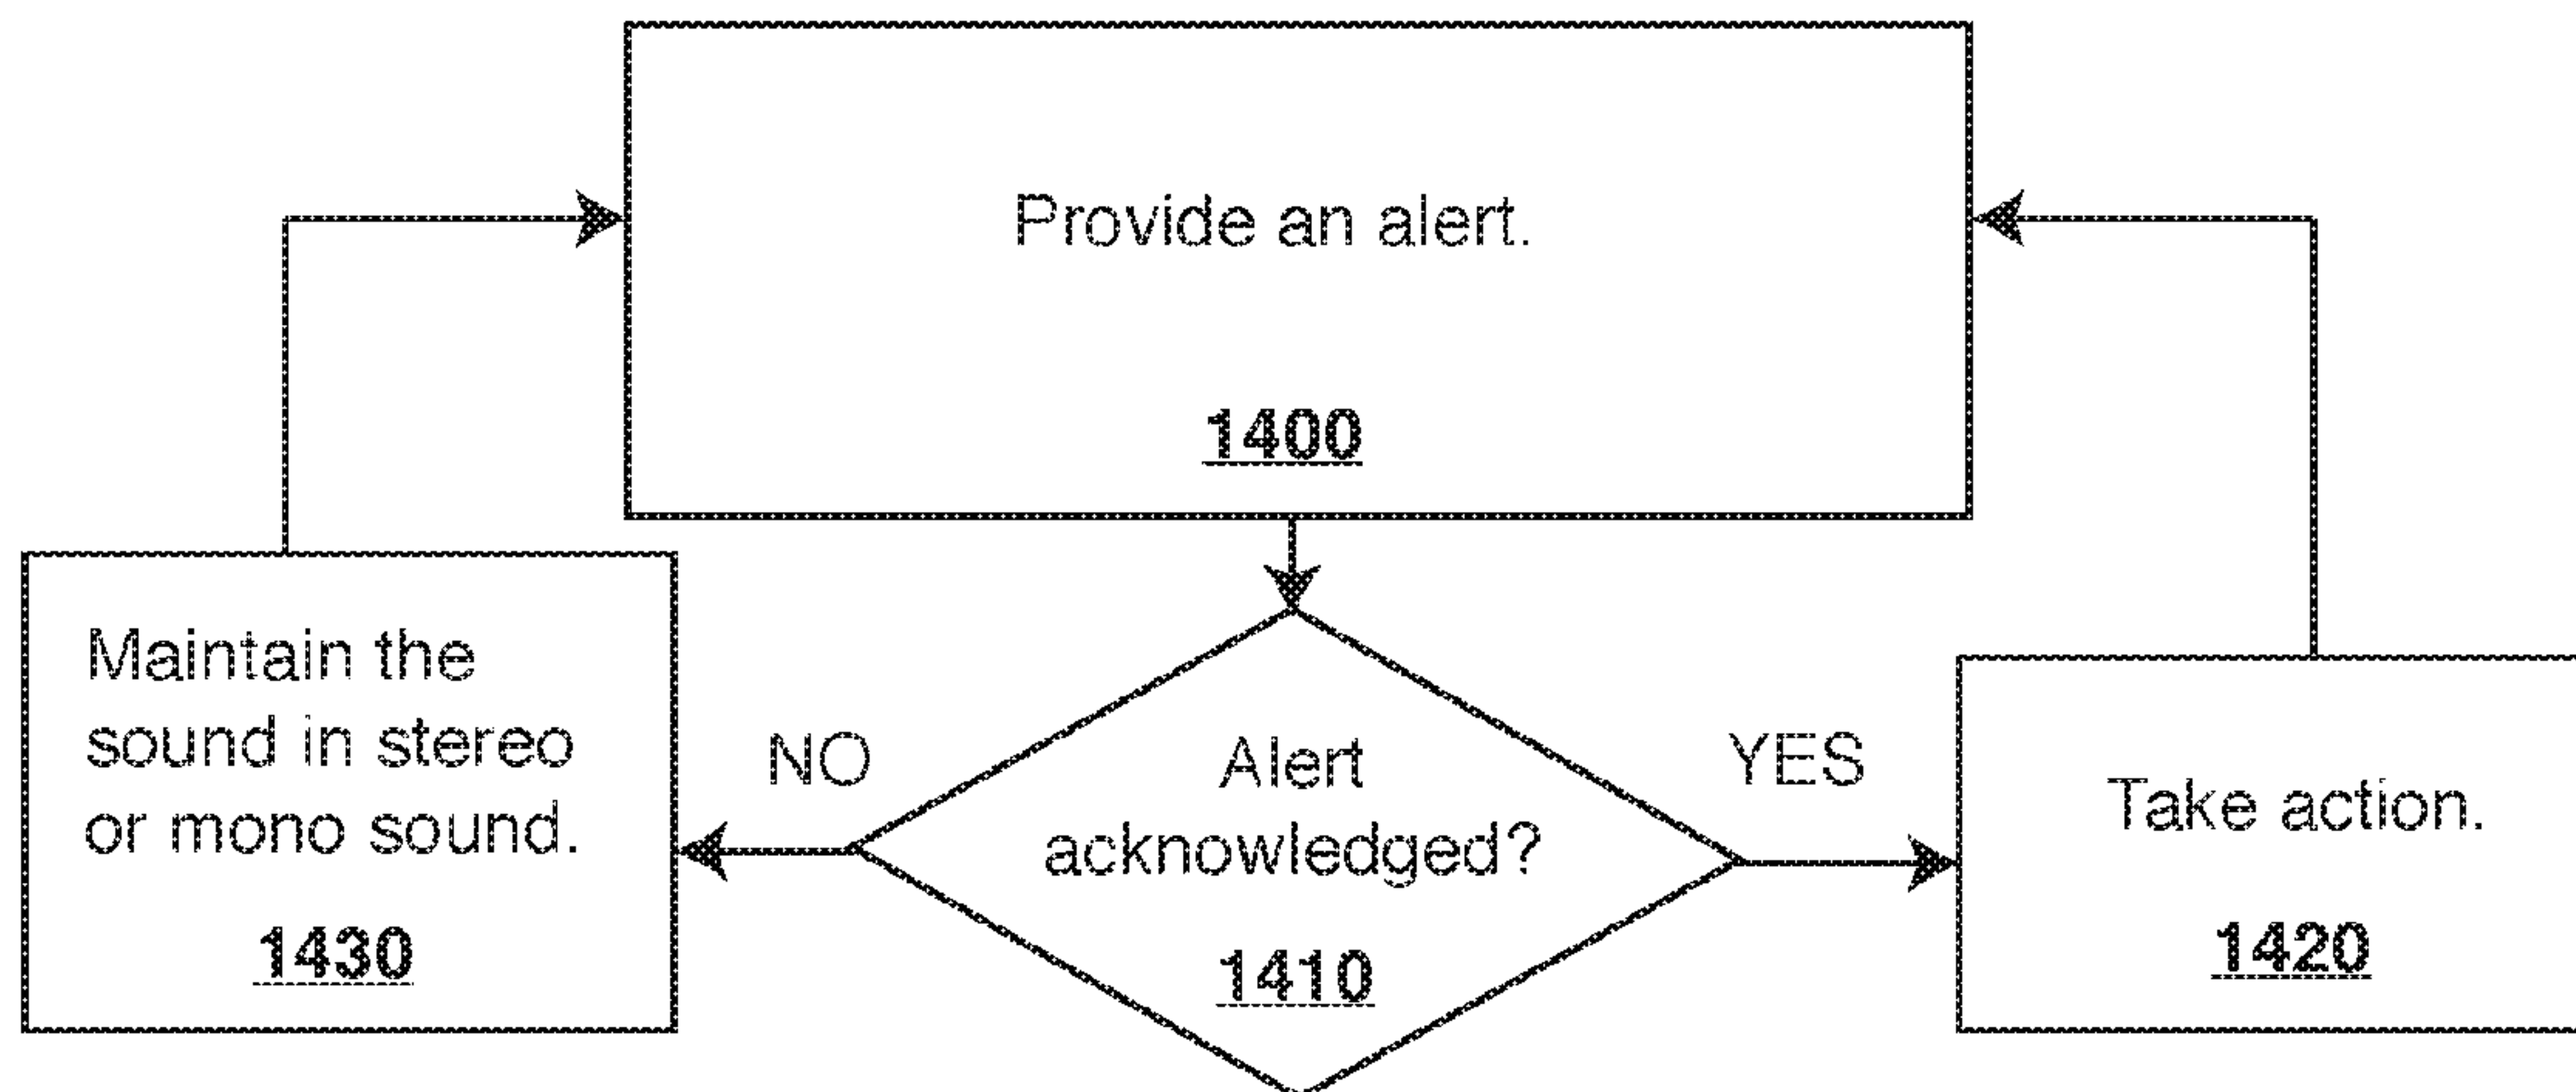 Provide an alert.
1400
Maintain the
sound in stereo
or mono sound.
1430
NO
Alert
acknowledged?
1410
YES
Take action.
1420